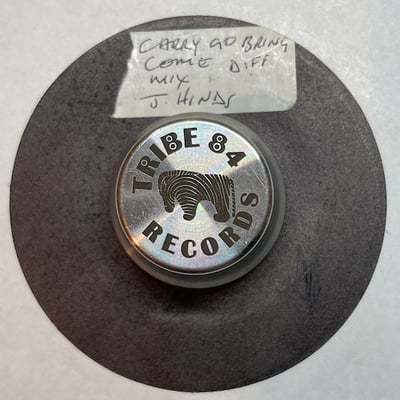 CARRY GO BRING
COME DIFF
MIX
J. HINDS
TRIBE 84
RECORDS